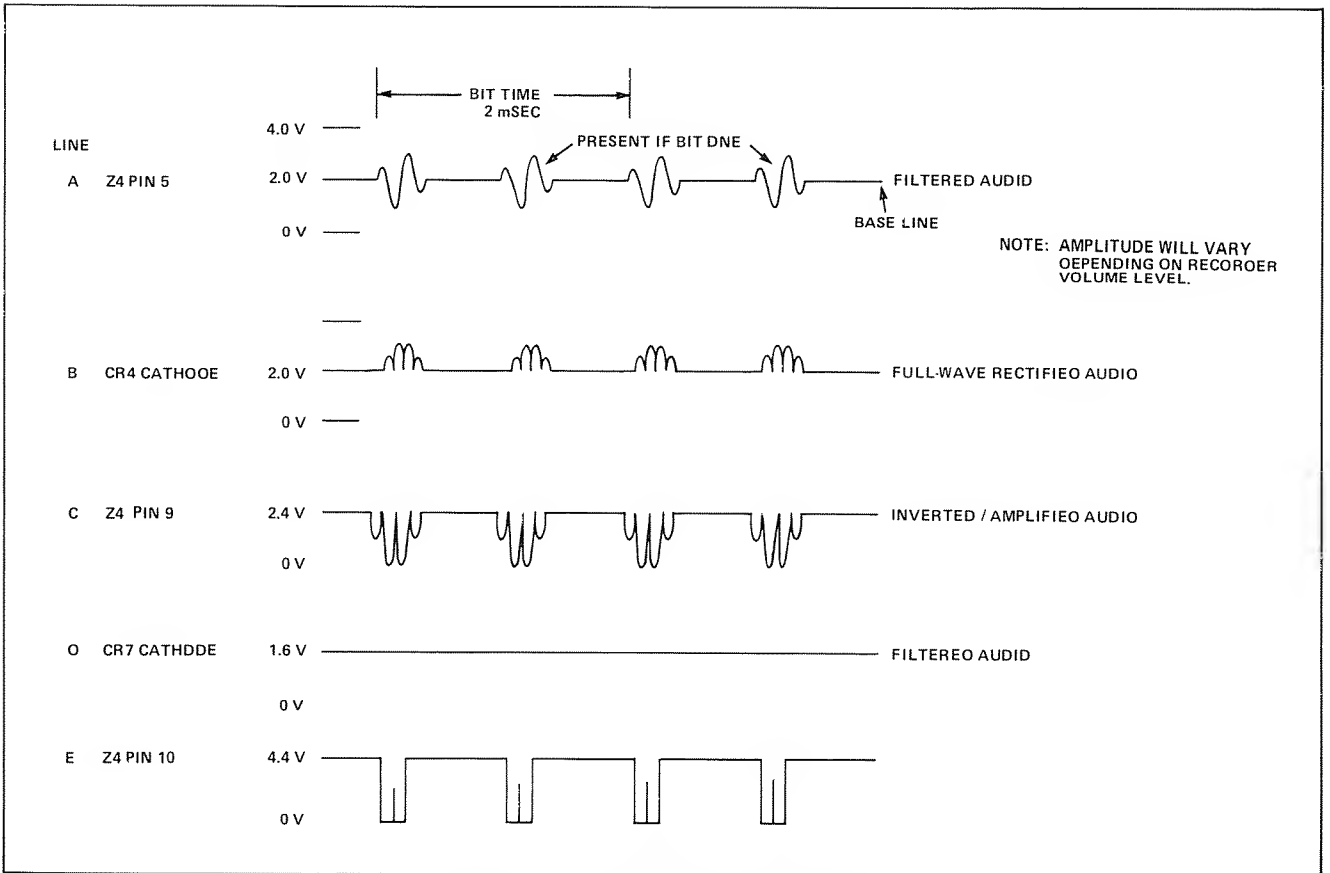 BIT TIME
2 mSEC
4.0 V
LINE
PRESENT IF BIT DNE
A Z4 PIN 5 2.0 V FILTERED AUDID
BASE LINE
0 V
NOTE: AMPLITUDE WILL VARY
OEPENDING ON RECOROER
VOLUME LEVEL.
B CR4 CATHOOE 2.0 V FULL-WAVE RECTIFIEO AUDIO
0 V
C Z4 PIN 9 2.4 V INVERTED / AMPLIFIEO AUDIO
0 V
O CR7 CATHDDE 1.6 V FILTEREO AUDID
0 V
E Z4 PIN 10 4.4 V
0 V